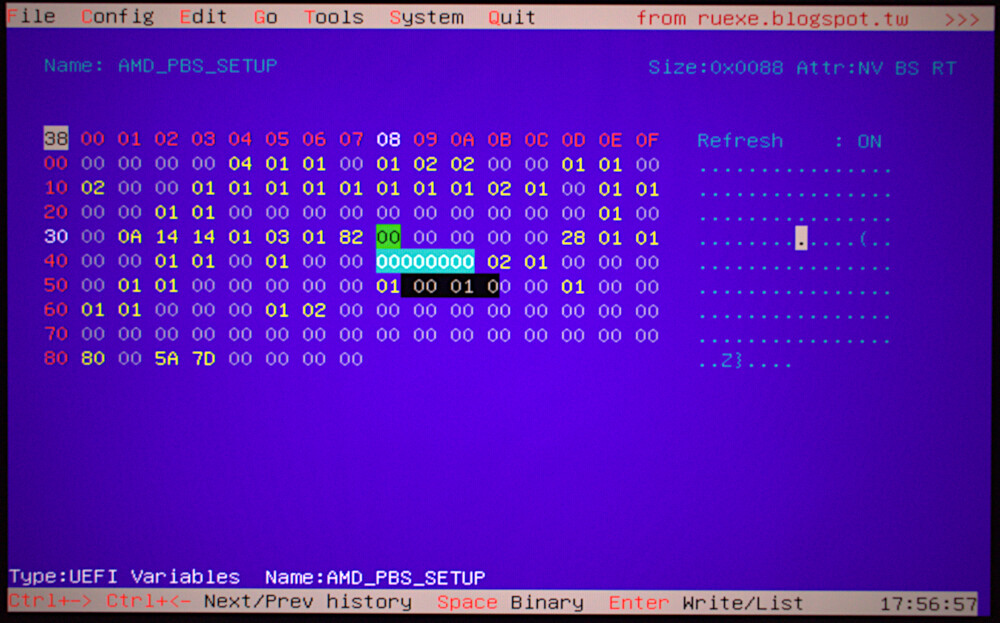 File Config Edit Go Tools System Quit from ruexe.blogspot.tw >>>
Name: AMD_PBS_SETUP Size:0x0088 Attr:NV BS RT
38 00 01 02 03 04 05 06 07 08 09 0A 0B 0C 0D 0E 0F Refresh : ON
00 00 00 00 00 04 01 01 00 01 02 02 00 00 01 01 00 ................
10 02 00 00 01 01 01 01 01 01 01 01 02 01 00 01 01 ................
20 00 00 01 01 00 00 00 00 00 00 00 00 00 00 01 00 ................
30 00 0A 14 14 01 03 01 82 00 00 00 00 00 28 01 01 .............(..
40 00 00 01 01 00 01 00 00 00000000 02 01 00 00 00 ................
50 00 01 01 00 00 00 00 00 01 00 01 00 00 01 00 00 ................
60 01 01 00 00 00 01 02 00 00 00 00 00 00 00 00 00 ................
70 00 00 00 00 00 00 00 00 00 00 00 00 00 00 00 00 ................
80 80 00 5A 7D 00 00 00 00 ..Z}....
Type:UEFI Variables Name:AMD_PBS_SETUP
Ctrl+-> Ctrl+<- Next/Prev history Space Binary Enter Write/List 17:56:57